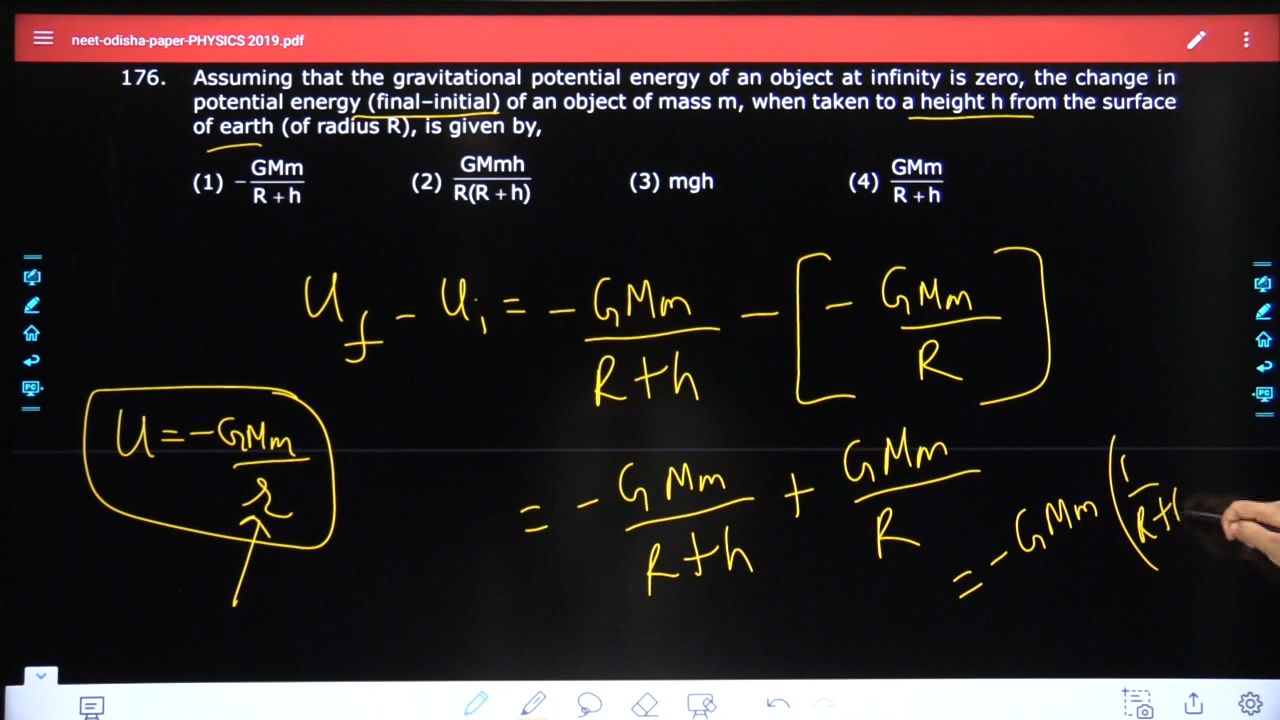 neet-odisha-paper-PHYSICS 2019.pdf
176. Assuming that the gravitational potential energy of an object at infinity is zero, the change in
potential energy (final–initial) of an object of mass m, when taken to a height h from the surface
of earth (of radius R), is given by,
(1) -GMm/R + h (2) GMmh/R(R + h) (3) mgh (4) GMm/R + h
U_f - U_i = - GMm/R+h - [- GMm/R]
U = - GMm/r
= - GMm/R+h + GMm/R
= - GMm (1/R+
PC
PC